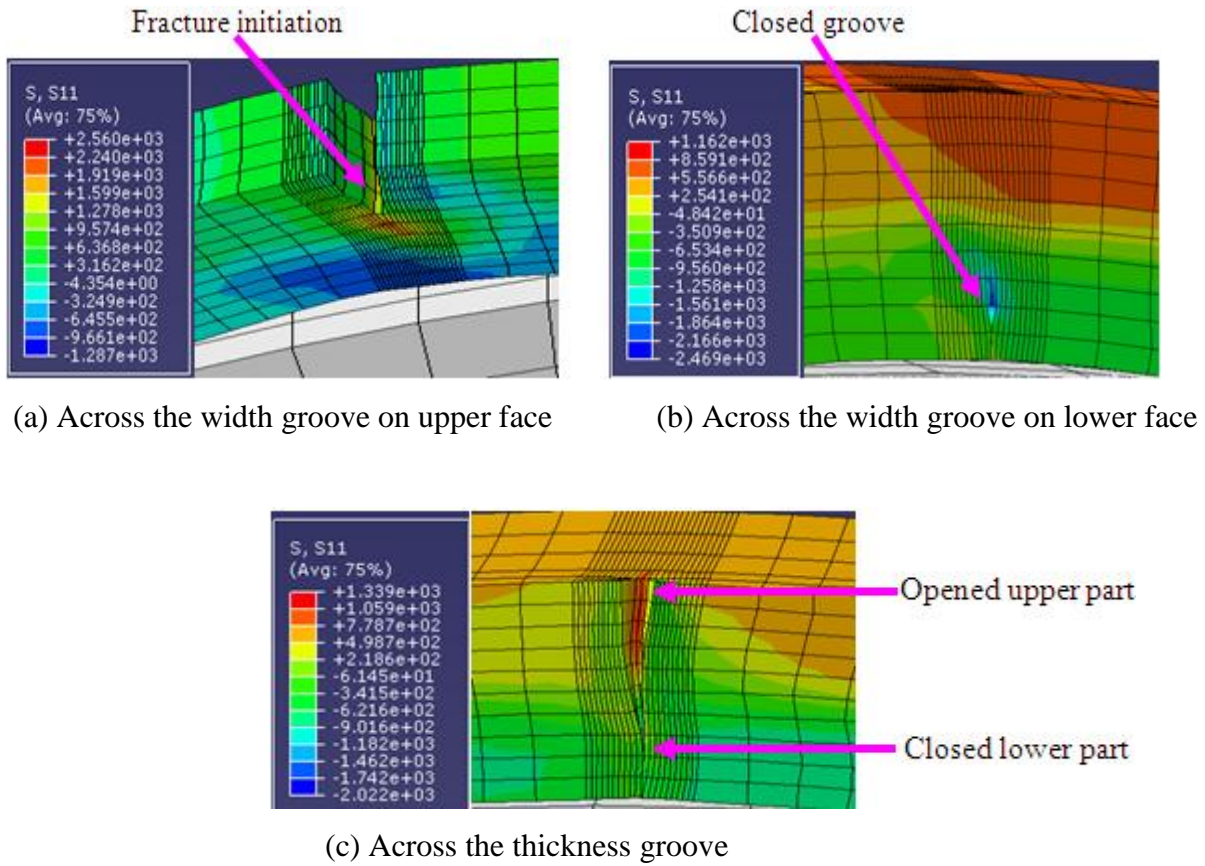 Fracture initiation
Closed groove
S, S11
(Avg: 75%)
+2.560e+03
+2.240e+03
+1.919e+03
+1.599e+03
+1.278e+03
+9.574e+02
+6.368e+02
+3.162e+02
-4.354e+00
-3.249e+02
-6.455e+02
-9.661e+02
-1.287e+03
S, S11
(Avg: 75%)
+1.162e+03
+8.591e+02
+5.566e+02
+2.541e+02
-4.842e+01
-3.509e+02
-6.534e+02
-9.560e+02
-1.258e+03
-1.561e+03
-1.864e+03
-2.166e+03
-2.469e+03
(a) Across the width groove on upper face
(b) Across the width groove on lower face
S, S11
(Avg: 75%)
+1.339e+03
+1.059e+03
+7.787e+02
+4.987e+02
+2.186e+02
-6.145e+01
-3.415e+02
-6.216e+02
-9.016e+02
-1.182e+03
-1.462e+03
-1.742e+03
-2.022e+03
Opened upper part
Closed lower part
(c) Across the thickness groove